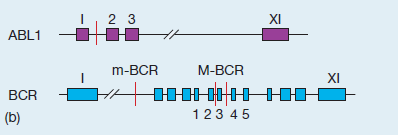 I 2 3 XI
ABL1
m-BCR M-BCR
I XI
BCR
(b) 1 2 3 4 5